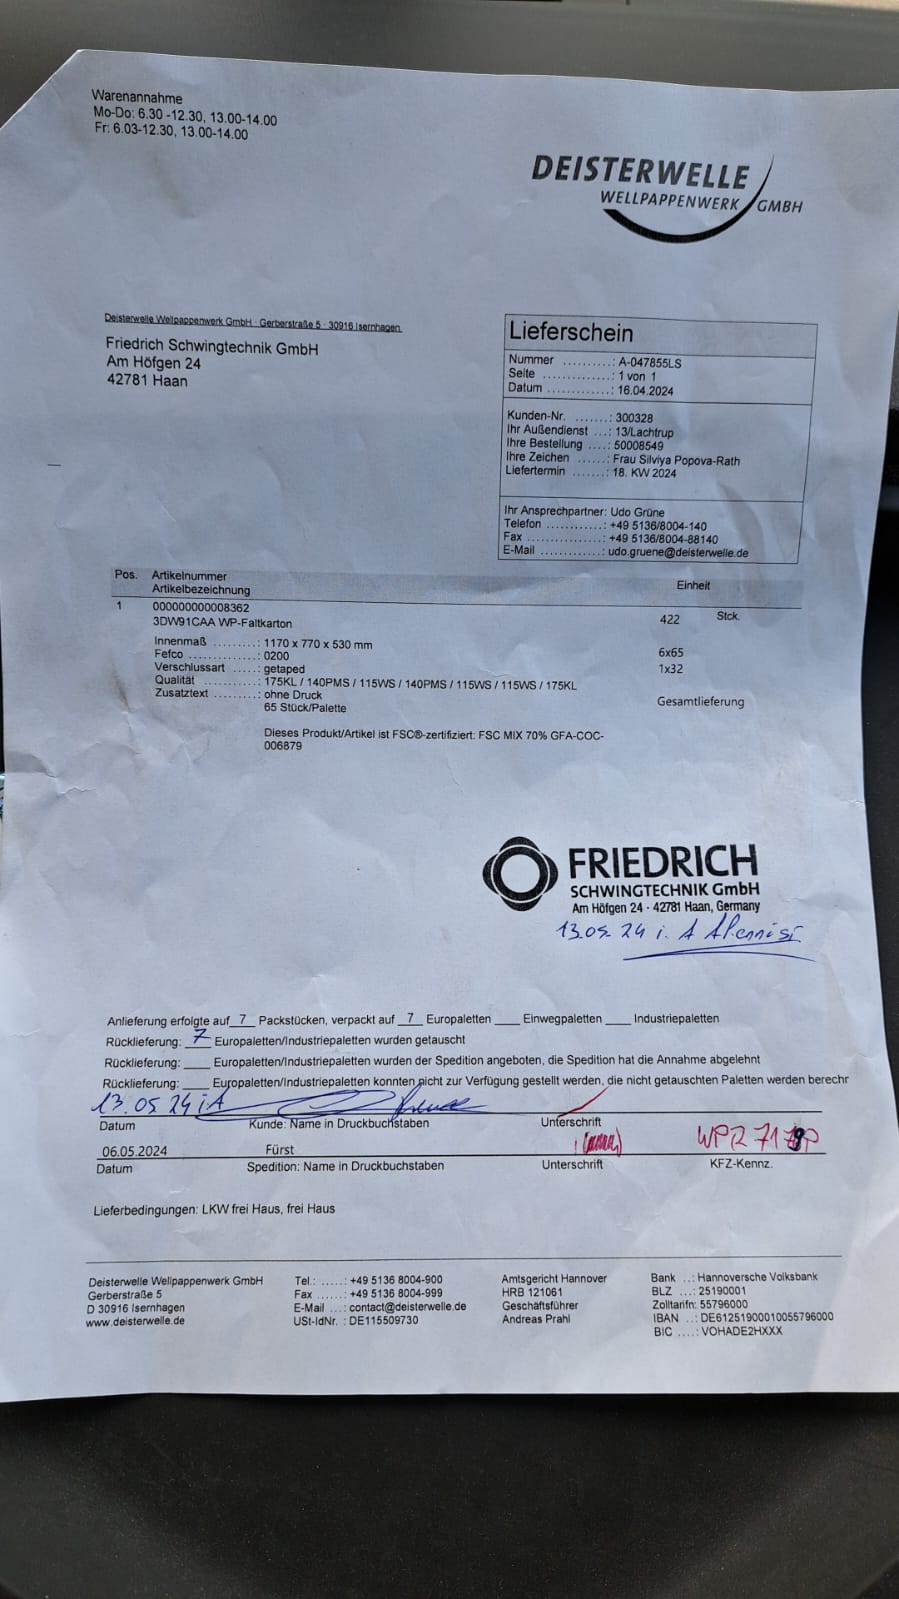 Warenannahme
Mo-Do: 6.30 -12.30, 13.00-14.00
Fr: 6.03-12.30, 13.00-14.00
DEISTERWELLE
WELLPAPPENWERK GMBH
Deisterwelle Wellpappenwerk GmbH · Gerberstraße 5 · 30916 Isernhagen
Friedrich Schwingtechnik GmbH
Am Höfgen 24
42781 Haan
Lieferschein
Nummer ..........: A-047855LS
Seite .............: 1 von 1
Datum ............: 16.04.2024
Kunden-Nr. .......: 300328
Ihr Außendienst ...: 13/Lachtrup
Ihre Bestellung ....: 50008549
Ihre Zeichen ......: Frau Silviya Popova-Rath
Liefertermin .......: 18. KW 2024
Ihr Ansprechpartner: Udo Grüne
Telefon ............: +49 5136/8004-140
Fax ................: +49 5136/8004-88140
E-Mail .............: udo.gruene@deisterwelle.de
Pos. Artikelnummer Einheit
Artikelbezeichnung
1 000000000008362 422 Stck.
3DW91CAA WP-Faltkarton
Innenmaß .........: 1170 x 770 x 530 mm
Fefco .............: 0200 6x65
Verschlussart .....: getaped 1x32
Qualität ...........: 175KL / 140PMS / 115WS / 140PMS / 115WS / 115WS / 175KL
Zusatztext .........: ohne Druck Gesamtlieferung
65 Stück/Palette
Dieses Produkt/Artikel ist FSC®-zertifiziert: FSC MIX 70% GFA-COC-
006879
FRIEDRICH
SCHWINGTECHNIK GmbH
Am Höfgen 24 · 42781 Haan, Germany
13.05.24 i. A
Anlieferung erfolgte auf 7 Packstücken, verpackt auf 7 Europaletten ___ Einwegpaletten ___ Industriepaletten
Rücklieferung: 7 Europaletten/Industriepaletten wurden getauscht
Rücklieferung: ___ Europaletten/Industriepaletten wurden der Spedition angeboten, die Spedition hat die Annahme abgelehnt
Rücklieferung: ___ Europaletten/Industriepaletten konnten nicht zur Verfügung gestellt werden, die nicht getauschten Paletten werden berechr
13.05 24 i.A
Datum Kunde: Name in Druckbuchstaben Unterschrift
06.05.2024 Fürst
Datum Spedition: Name in Druckbuchstaben Unterschrift KFZ-Kennz.
Lieferbedingungen: LKW frei Haus, frei Haus
Deisterwelle Wellpappenwerk GmbH
Gerberstraße 5
D 30916 Isernhagen
www.deisterwelle.de
Tel.: .....: +49 5136 8004-900
Fax ......: +49 5136 8004-999
E-Mail ...: contact@deisterwelle.de
USt-IdNr. : DE115509730
Amtsgericht Hannover
HRB 121061
Geschäftsführer
Andreas Prahl
Bank ..: Hannoversche Volksbank
BLZ ...: 25190001
Zolltarifn: 55796000
IBAN ..: DE61251900010055796000
BIC ....: VOHADE2HXXX